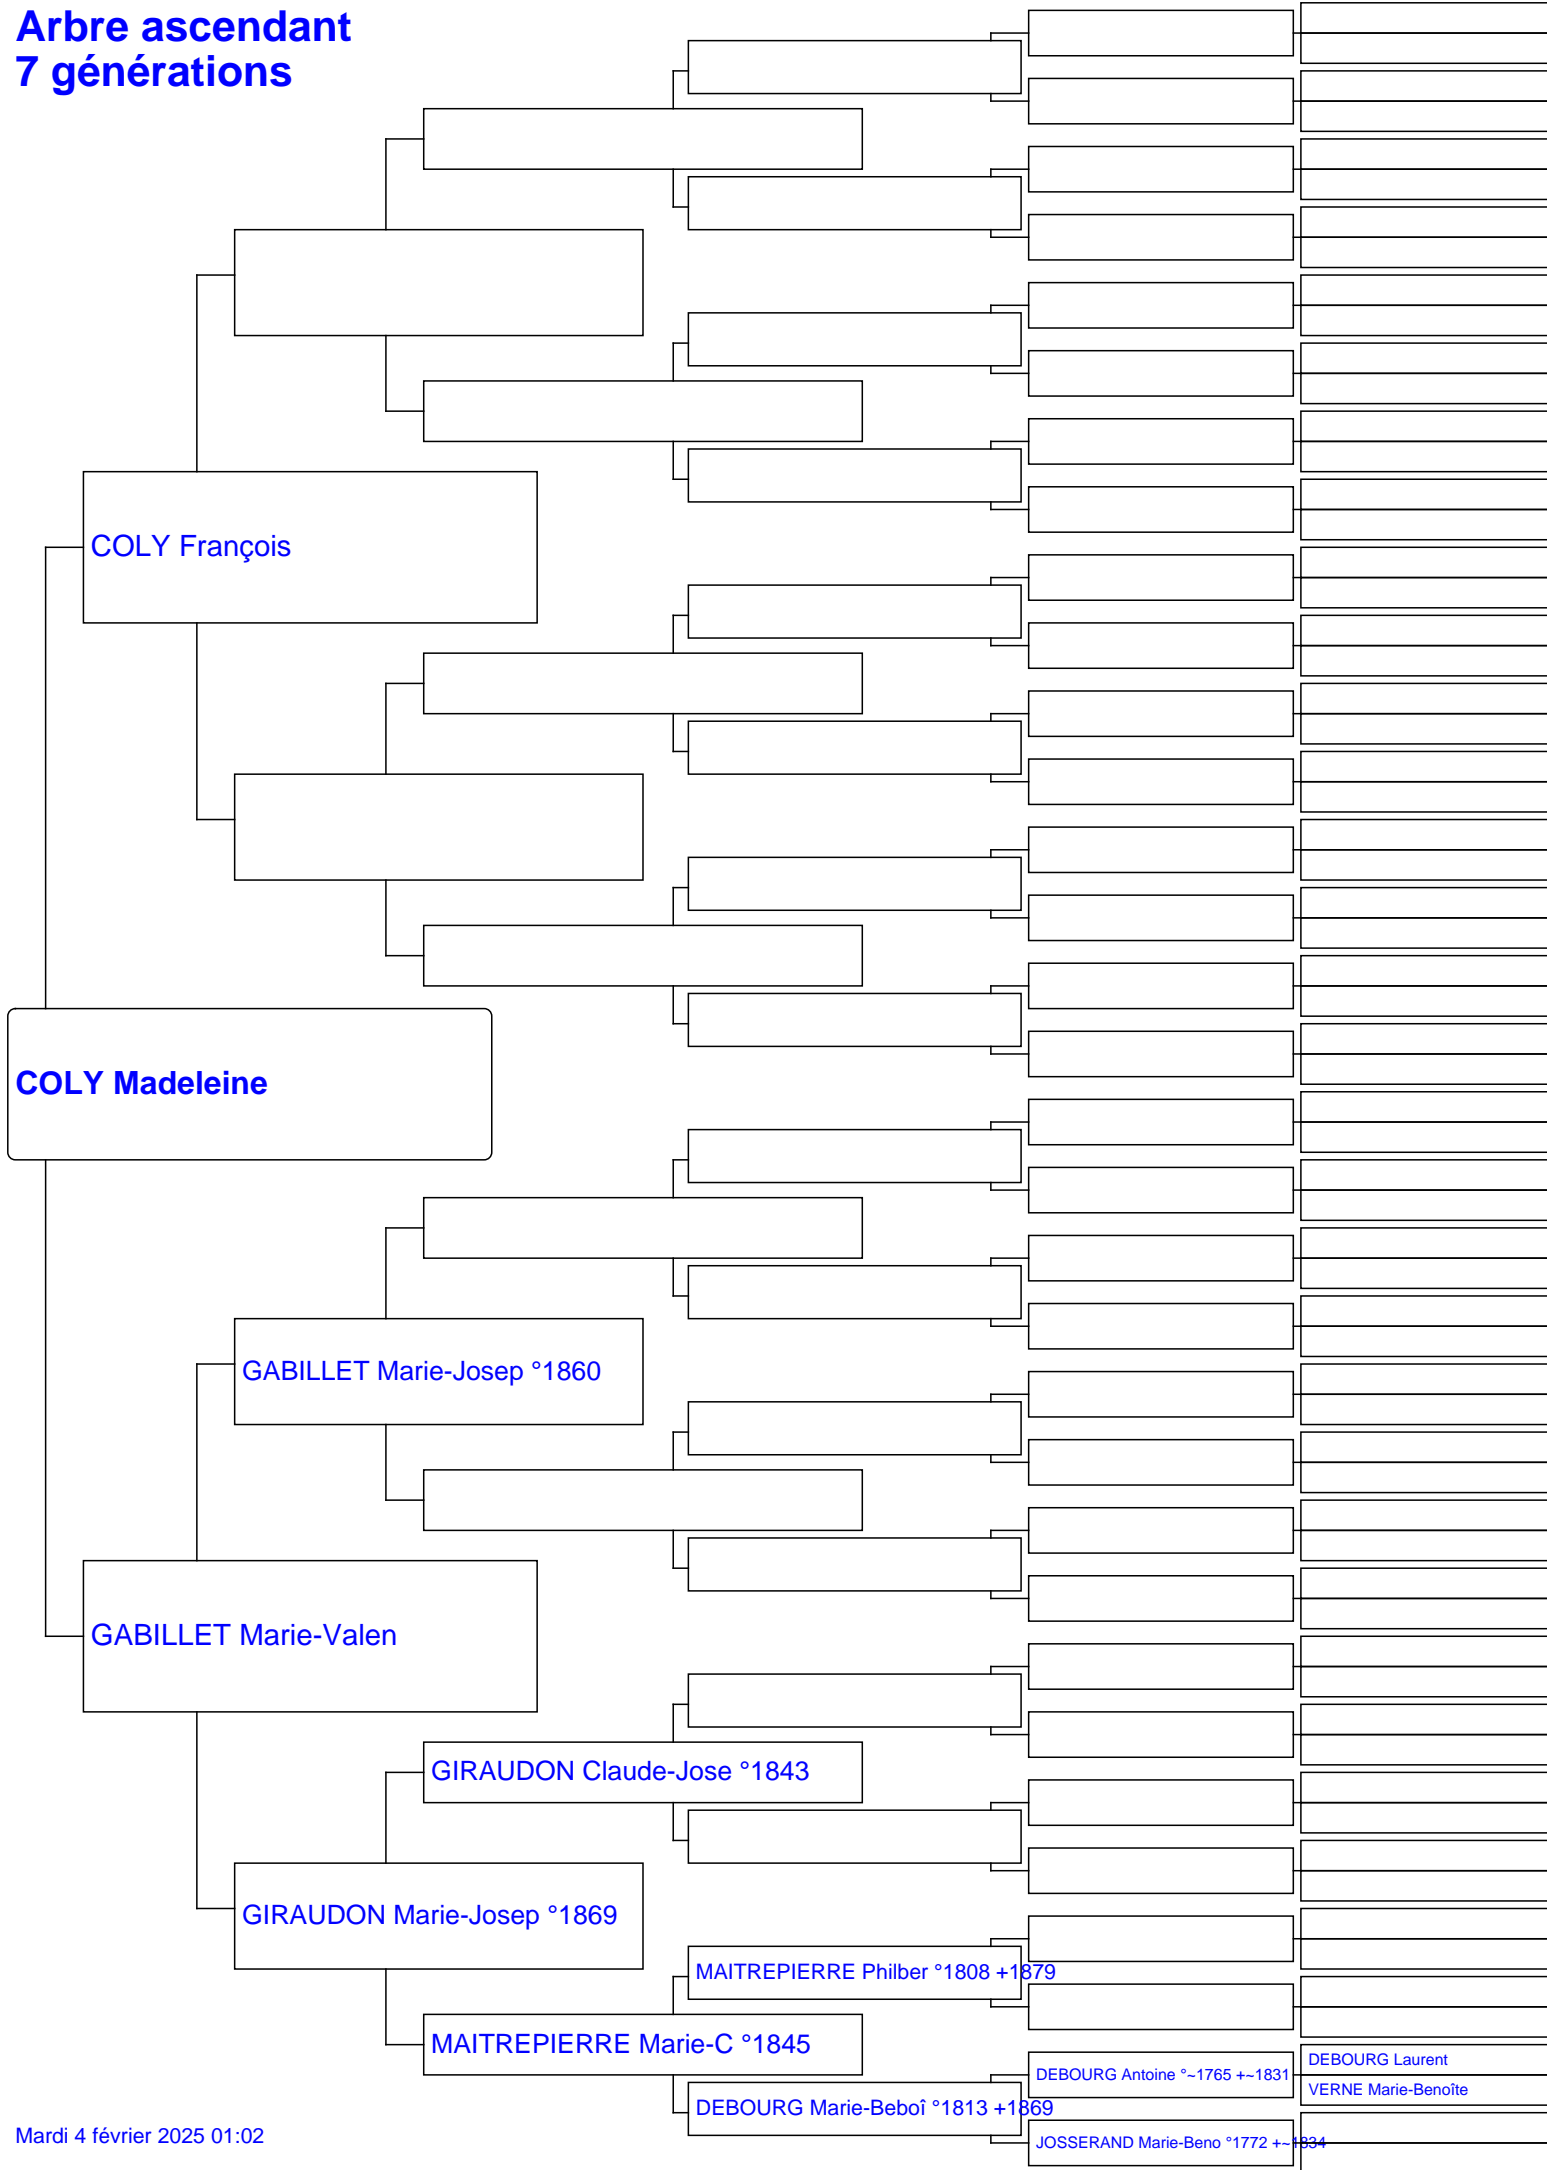 Arbre ascendant
7 générations
COLY François
COLY Madeleine
GABILLET Marie-Josep °1860
GABILLET Marie-Valen
GIRAUDON Claude-Jose °1843
GIRAUDON Marie-Josep °1869
MAITREPIERRE Philber °1808 +1879
MAITREPIERRE Marie-C °1845
DEBOURG Laurent
DEBOURG Antoine °~1765 +~1831
VERNE Marie-Benoîte
DEBOURG Marie-Beboî °1813 +1869
JOSSERAND Marie-Beno °1772 +~1834
Mardi 4 février 2025 01:02